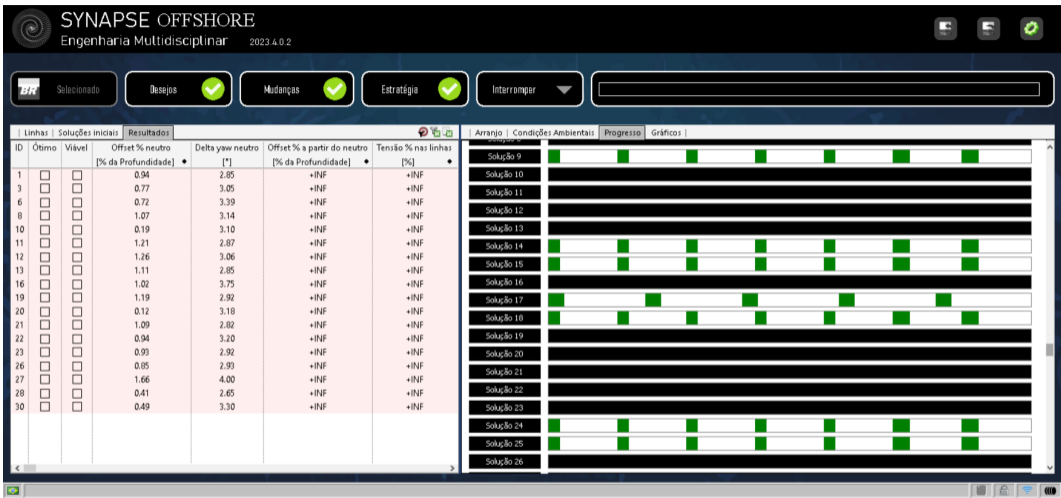 SYNAPSE OFFSHORE
Engenharia Multidisciplinar 2023.4.0.2
BR Selecionado Desejos Mudanças Estratégia Interromper
| Linhas | Soluções iniciais | Resultados
| Arranjo | Condições Ambientais | Progresso | Gráficos |
ID Ótimo Viável Offset % neutro Delta yaw neutro Offset % a partir do neutro Tensão % nas linhas
[% da Profundidade] [°] [% da Profundidade] [%]
1 0.94 2.85 +INF +INF
3 0.77 3.05 +INF +INF
6 0.72 3.39 +INF +INF
8 1.07 3.14 +INF +INF
10 0.19 3.10 +INF +INF
11 1.21 2.87 +INF +INF
12 1.26 3.06 +INF +INF
13 1.11 2.85 +INF +INF
16 1.02 3.75 +INF +INF
19 1.19 2.92 +INF +INF
20 0.12 3.18 +INF +INF
21 1.09 2.82 +INF +INF
22 0.94 3.20 +INF +INF
23 0.93 2.92 +INF +INF
26 0.85 2.93 +INF +INF
27 1.66 4.00 +INF +INF
28 0.41 2.65 +INF +INF
30 0.49 3.30 +INF +INF
Solução 9
Solução 10
Solução 11
Solução 12
Solução 13
Solução 14
Solução 15
Solução 16
Solução 17
Solução 18
Solução 19
Solução 20
Solução 21
Solução 22
Solução 23
Solução 24
Solução 25
Solução 26